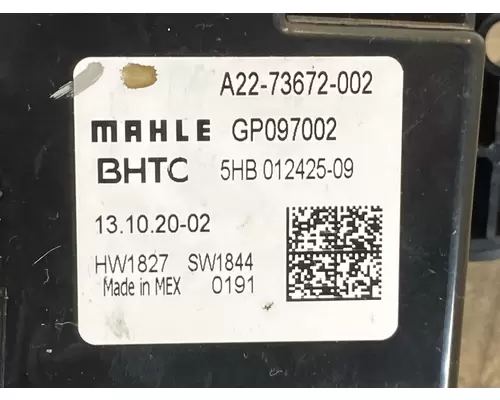 A22-73672-002
MAHLE GP097002
BHTC 5HB 012425-09
13.10.20-02
HW1827 SW1844
Made in MEX 0191